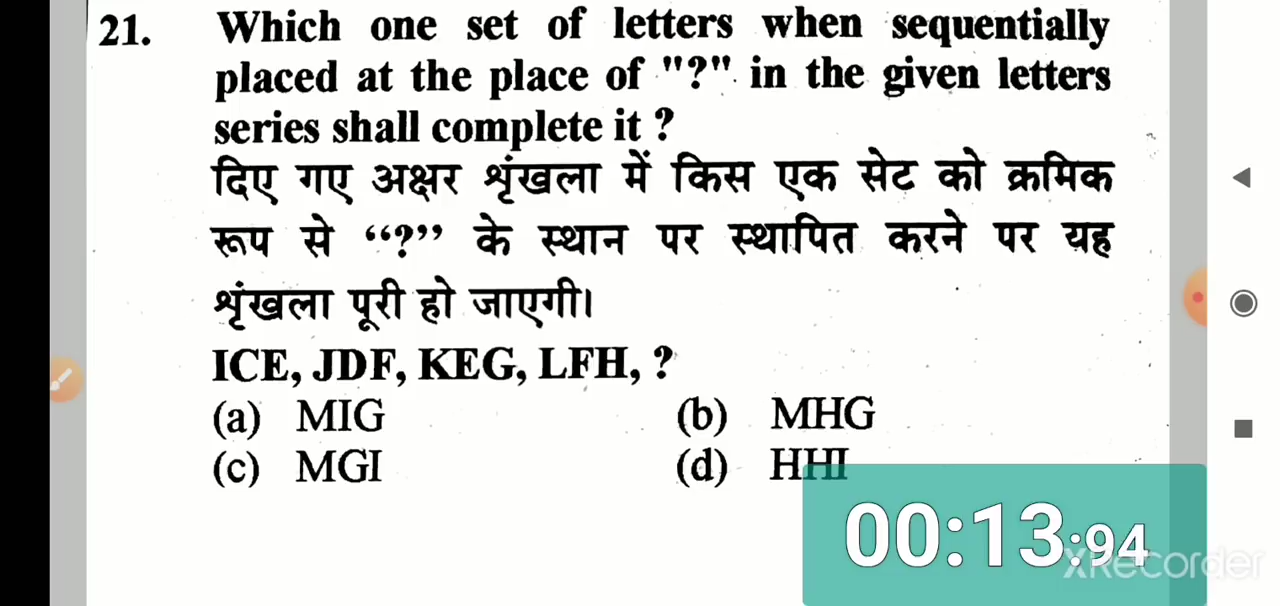 21. Which one set of letters when sequentially
placed at the place of "?" in the given letters
series shall complete it ?
दिए गए अक्षर शृंखला में किस एक सेट को क्रमिक
रूप से “?” के स्थान पर स्थापित करने पर यह
शृंखला पूरी हो जाएगी।
ICE, JDF, KEG, LFH, ?
(a) MIG (b) MHG
(c) MGI (d) HHI
00:13:94
XRecorder